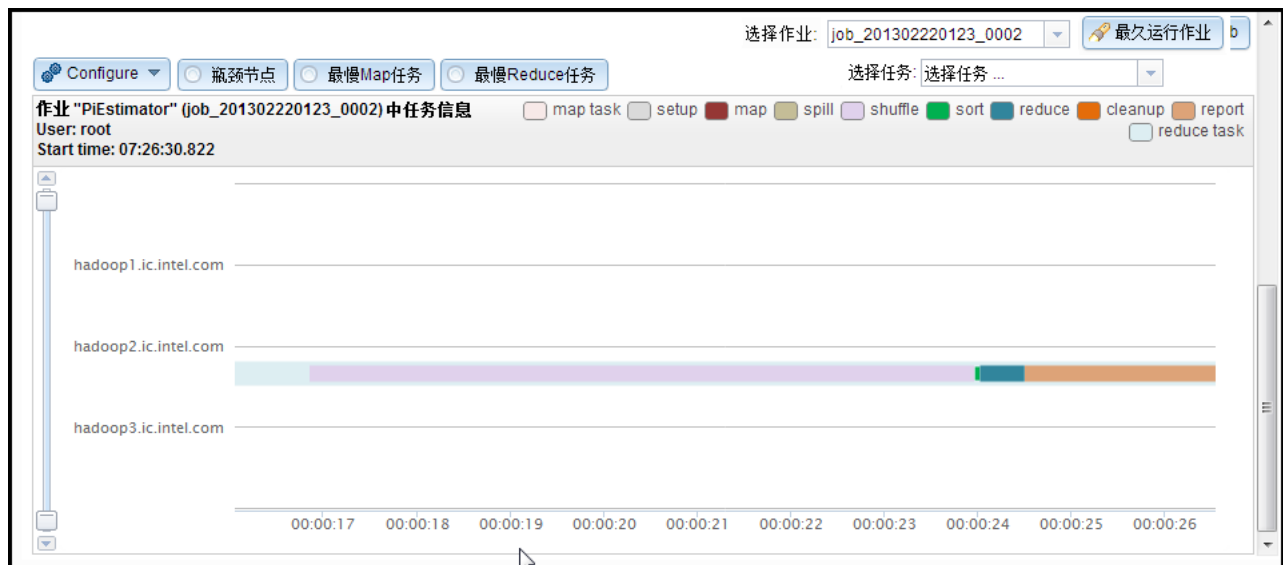 选择作业: job_201302220123_0002 最久运行作业 b
Configure 瓶颈节点 最慢Map任务 最慢Reduce任务 选择任务: 选择任务 ...
作业 "PiEstimator" (job_201302220123_0002) 中任务信息 map task setup map spill shuffle sort reduce cleanup report
User: root reduce task
Start time: 07:26:30.822
hadoop1.ic.intel.com
hadoop2.ic.intel.com
hadoop3.ic.intel.com
00:00:17 00:00:18 00:00:19 00:00:20 00:00:21 00:00:22 00:00:23 00:00:24 00:00:25 00:00:26